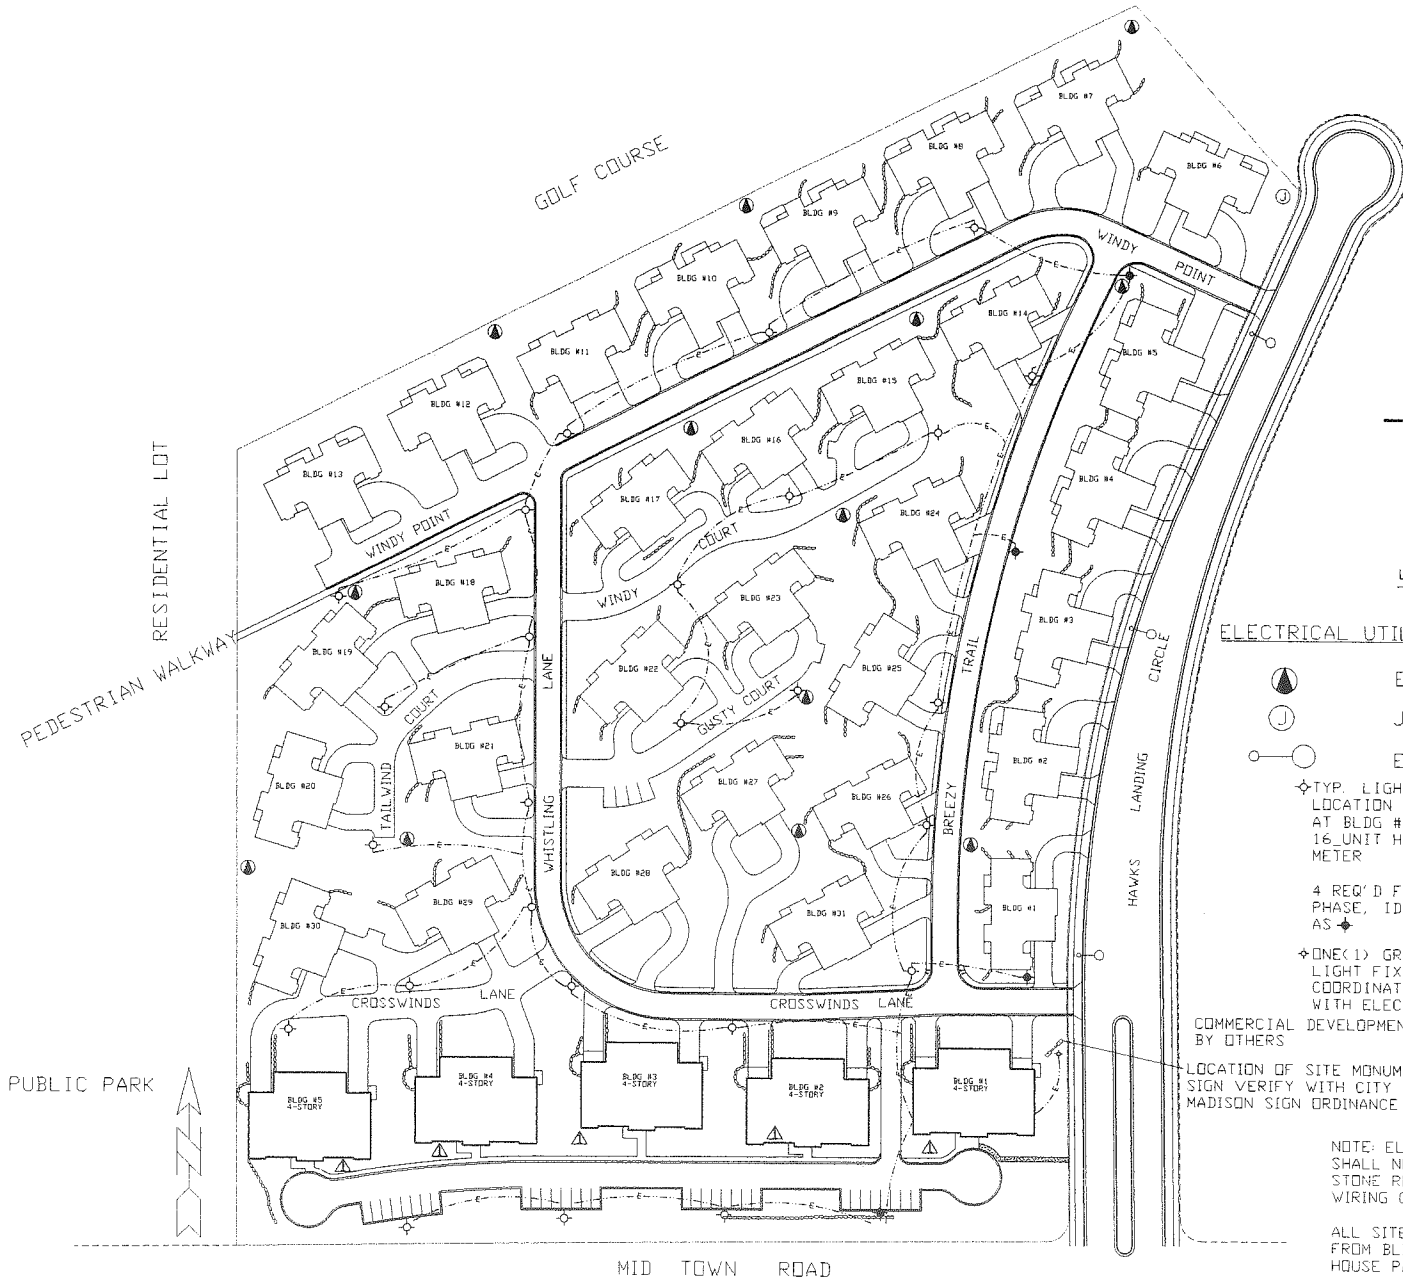 GOLF COURSE
BLDG #7
BLDG #8
BLDG #6
BLDG #9
J
BLDG #10
WINDY
POINT
BLDG #11
BLDG #14
BLDG #5
BLDG #12
BLDG #15
BLDG #13
BLDG #16
BLDG #4
BLDG #17
BLDG #24
RESIDENTIAL LOT
WINDY POINT
COURT
WINDY
BLDG #18
BLDG #23
BLDG #3
BLDG #19
BLDG #22
BLDG #25
TRAIL
CIRCLE
ELECTRICAL UTI
PEDESTRIAN WALKWAY
COURT
LANE
GUSTY COURT
E
J
J
E
BLDG #21
BLDG #2
BLDG #20
BLDG #27
BLDG #26
TAILWIND
WHISTLING
BREEZY
LANDING
TYP. LIGH
LOCATION
AT BLDG #
16_UNIT H
METER
BLDG #28
BLDG #29
BLDG #30
BLDG #31
BLDG #1
HAWKS
4 REQ'D F
PHASE, ID
AS
ONE(1) GR
LIGHT FIX
COORDINAT
WITH ELEC
CROSSWINDS
LANE
CROSSWINDS LANE
COMMERCIAL DEVELOPMEN
BY OTHERS
PUBLIC PARK
N
BLDG #5
4-STORY
BLDG #4
4-STORY
BLDG #3
4-STORY
BLDG #2
4-STORY
BLDG #1
4-STORY
LOCATION OF SITE MONUM
SIGN VERIFY WITH CITY
MADISON SIGN ORDINANCE
NOTE: EL
SHALL N
STONE R
WIRING
ALL SITE
FROM BL
HOUSE P
MID TOWN ROAD